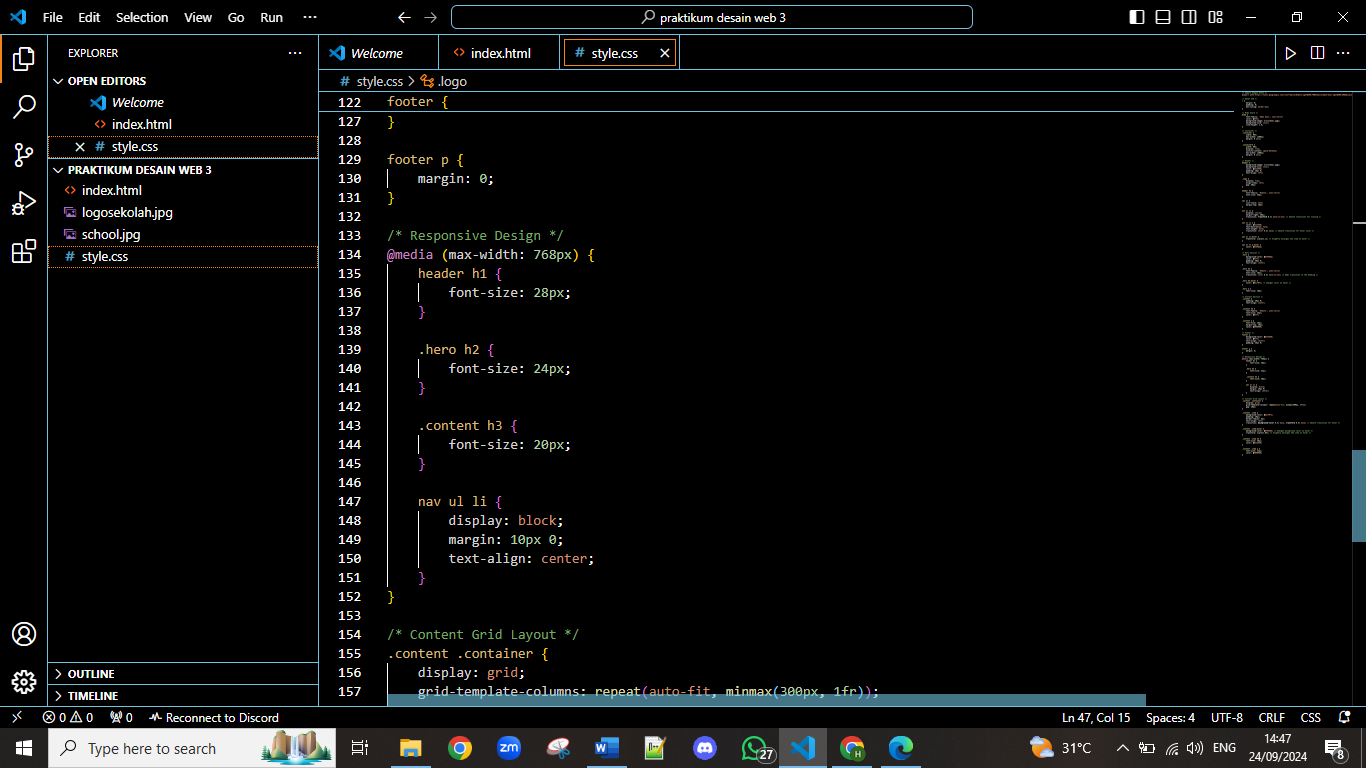 File Edit Selection View Go Run ···
praktikum desain web 3
EXPLORER ···
OPEN EDITORS
Welcome
index.html
style.css
PRAKTIKUM DESAIN WEB 3
index.html
logosekolah.jpg
school.jpg
# style.css
OUTLINE
TIMELINE
Welcome
index.html
# style.css
# style.css > .logo
122 footer {
127 }
128
129 footer p {
130 margin: 0;
131 }
132
133 /* Responsive Design */
134 @media (max-width: 768px) {
135 header h1 {
136 font-size: 28px;
137 }
138
139 .hero h2 {
140 font-size: 24px;
141 }
142
143 .content h3 {
144 font-size: 20px;
145 }
146
147 nav ul li {
148 display: block;
149 margin: 10px 0;
150 text-align: center;
151 }
152 }
153
154 /* Content Grid Layout */
155 .content .container {
156 display: grid;
157 grid-template-columns: repeat(auto-fit, minmax(300px, 1fr));
0 0 0 Reconnect to Discord
Ln 47, Col 15 Spaces: 4 UTF-8 CRLF CSS
Type here to search
zm
W
27
H
31°C
ENG
14:47
24/09/2024
8